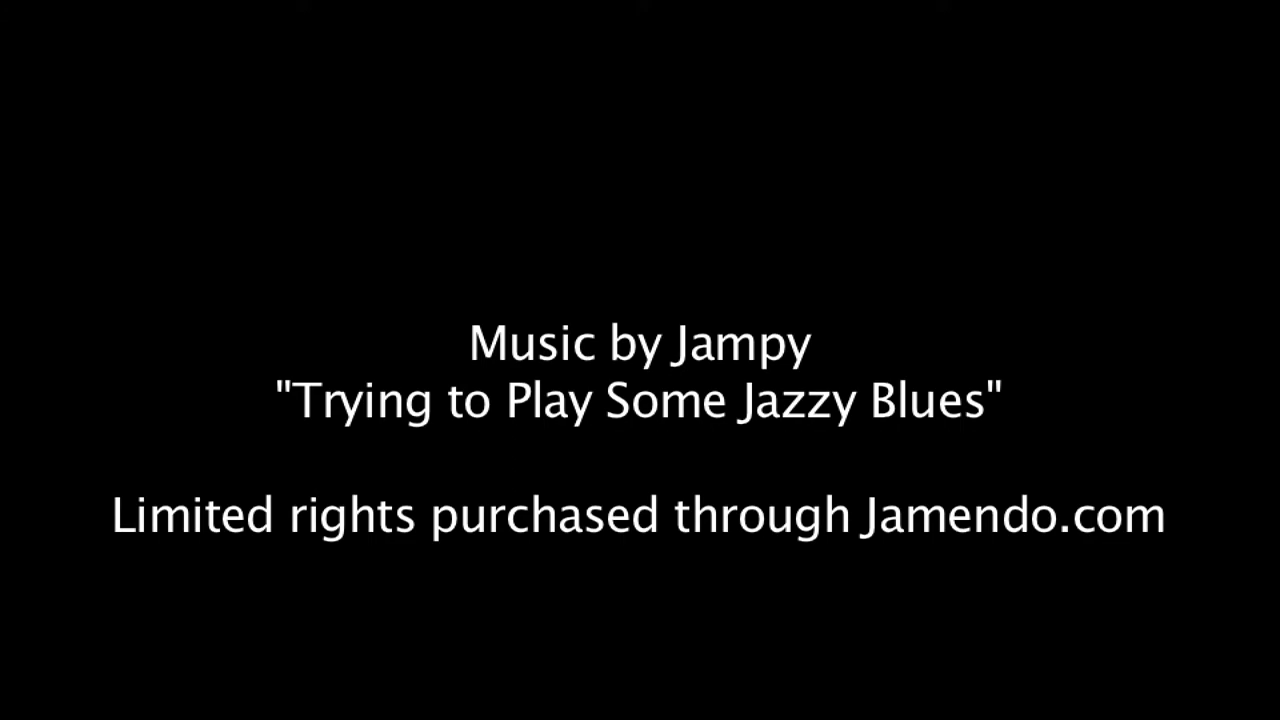 Music by Jampy
"Trying to Play Some Jazzy Blues"
Limited rights purchased through Jamendo.com